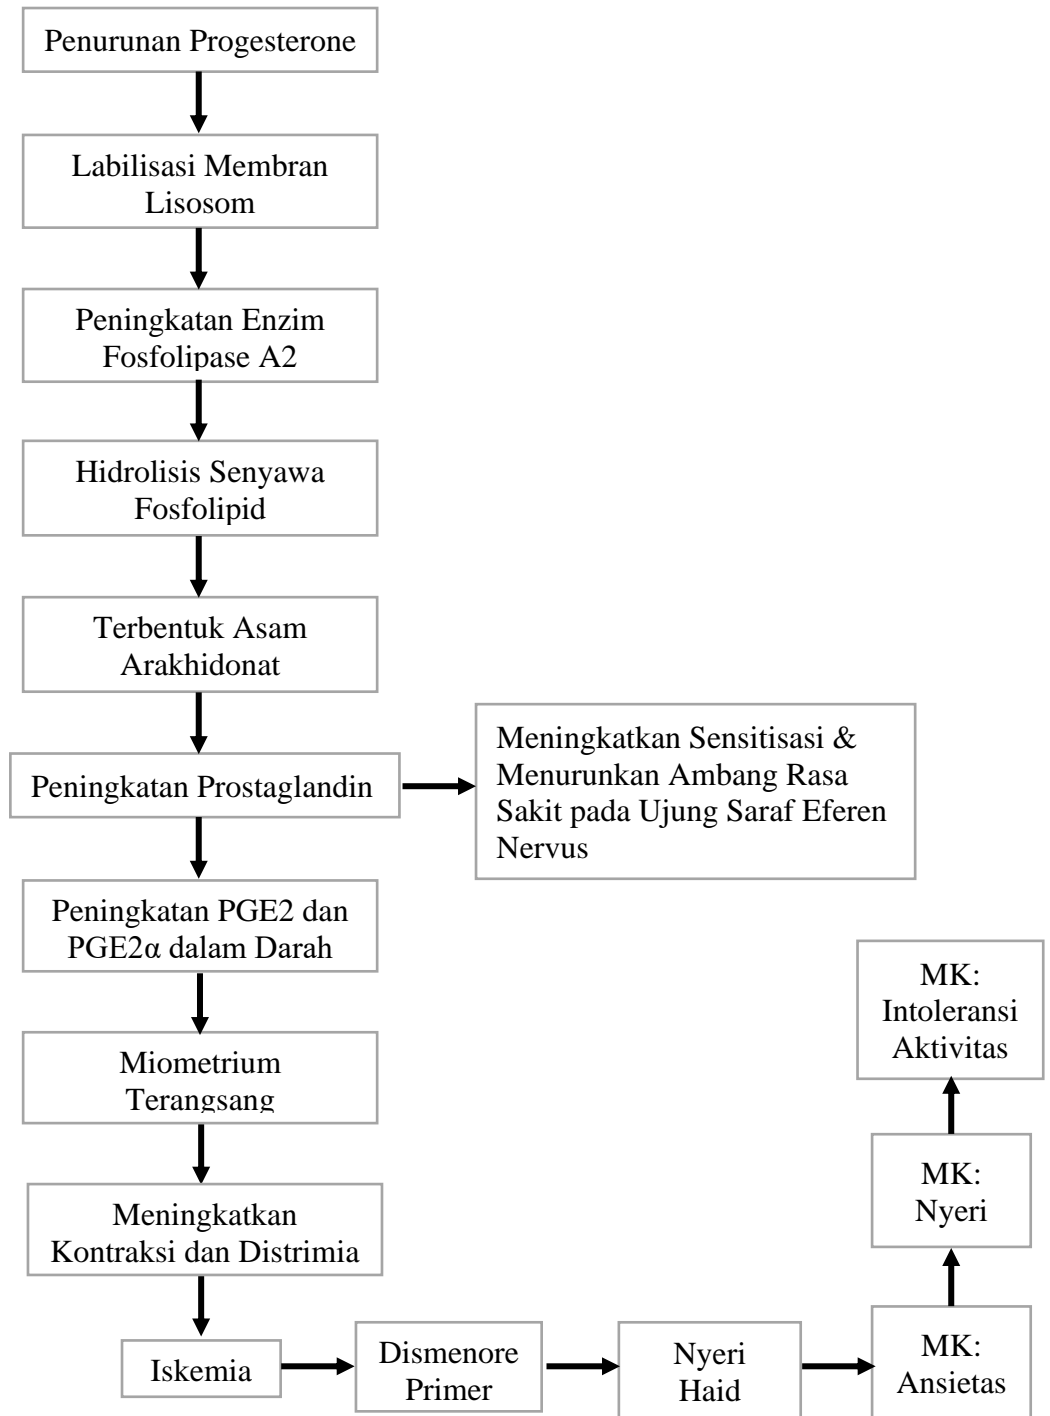 Penurunan Progesterone
Labilisasi Membran
Lisosom
Peningkatan Enzim
Fosfolipase A2
Hidrolisis Senyawa
Fosfolipid
Terbentuk Asam
Arakhidonat
Peningkatan Prostaglandin
Meningkatkan Sensitisasi &
Menurunkan Ambang Rasa
Sakit pada Ujung Saraf Eferen
Nervus
Peningkatan PGE2 dan
PGE2α dalam Darah
Miometrium
Terangsang
Meningkatkan
Kontraksi dan Distrimia
Iskemia
Dismenore
Primer
Nyeri
Haid
MK:
Ansietas
MK:
Nyeri
MK:
Intoleransi
Aktivitas